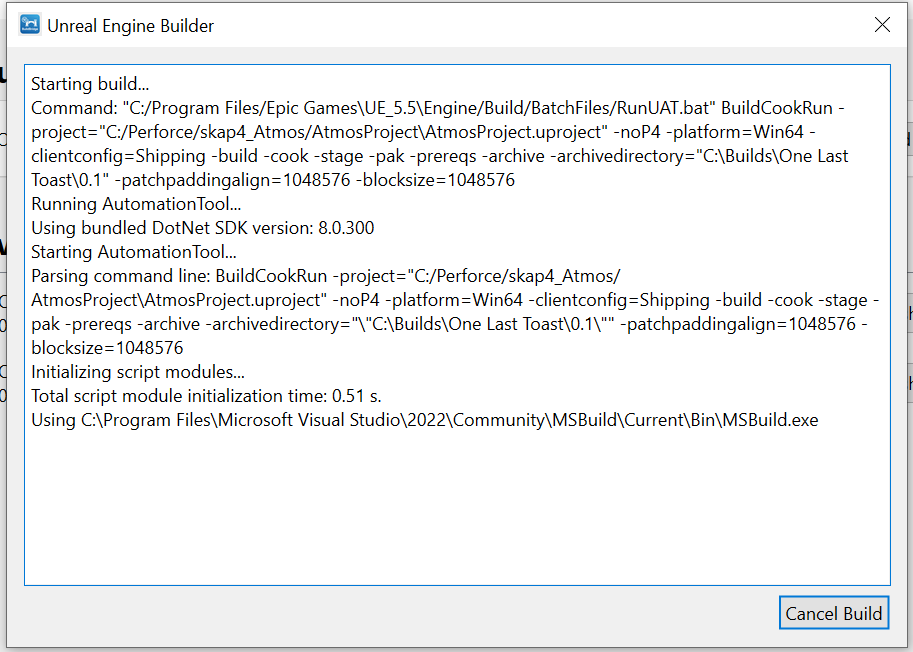 Unreal Engine Builder
Starting build...
Command: "C:/Program Files/Epic Games\UE_5.5\Engine/Build/BatchFiles/RunUAT.bat" BuildCookRun -
project="C:/Perforce/skap4_Atmos/AtmosProject\AtmosProject.uproject" -noP4 -platform=Win64 -
clientconfig=Shipping -build -cook -stage -pak -prereqs -archive -archivedirectory="C:\Builds\One Last
Toast\0.1" -patchpaddingalign=1048576 -blocksize=1048576
Running AutomationTool...
Using bundled DotNet SDK version: 8.0.300
Starting AutomationTool...
Parsing command line: BuildCookRun -project="C:/Perforce/skap4_Atmos/
AtmosProject\AtmosProject.uproject" -noP4 -platform=Win64 -clientconfig=Shipping -build -cook -stage -
pak -prereqs -archive -archivedirectory="\"C:\Builds\One Last Toast\0.1\"" -patchpaddingalign=1048576 -
blocksize=1048576
Initializing script modules...
Total script module initialization time: 0.51 s.
Using C:\Program Files\Microsoft Visual Studio\2022\Community\MSBuild\Current\Bin\MSBuild.exe
Cancel Build